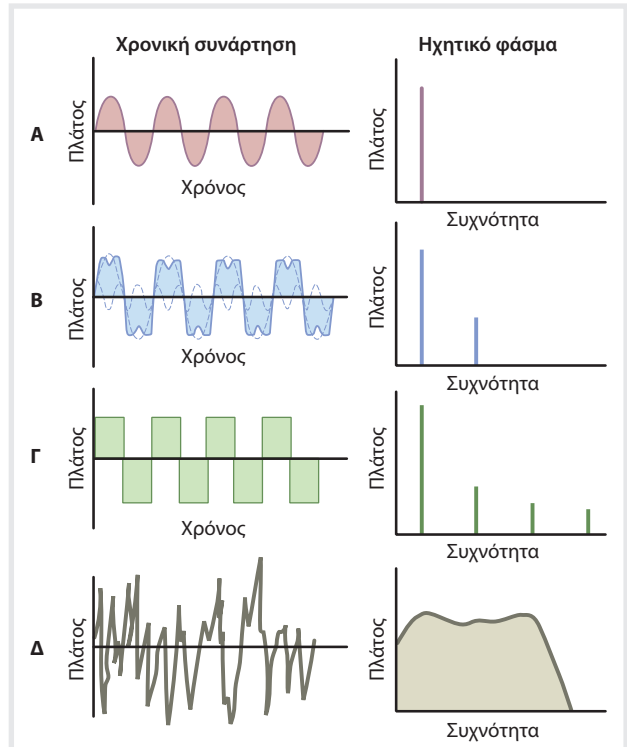 Χρονική συνάρτηση
Ηχητικό φάσμα
Α
Πλάτος
Χρόνος
Πλάτος
Συχνότητα
Β
Πλάτος
Χρόνος
Πλάτος
Συχνότητα
Γ
Πλάτος
Χρόνος
Πλάτος
Συχνότητα
Δ
Πλάτος
Πλάτος
Συχνότητα